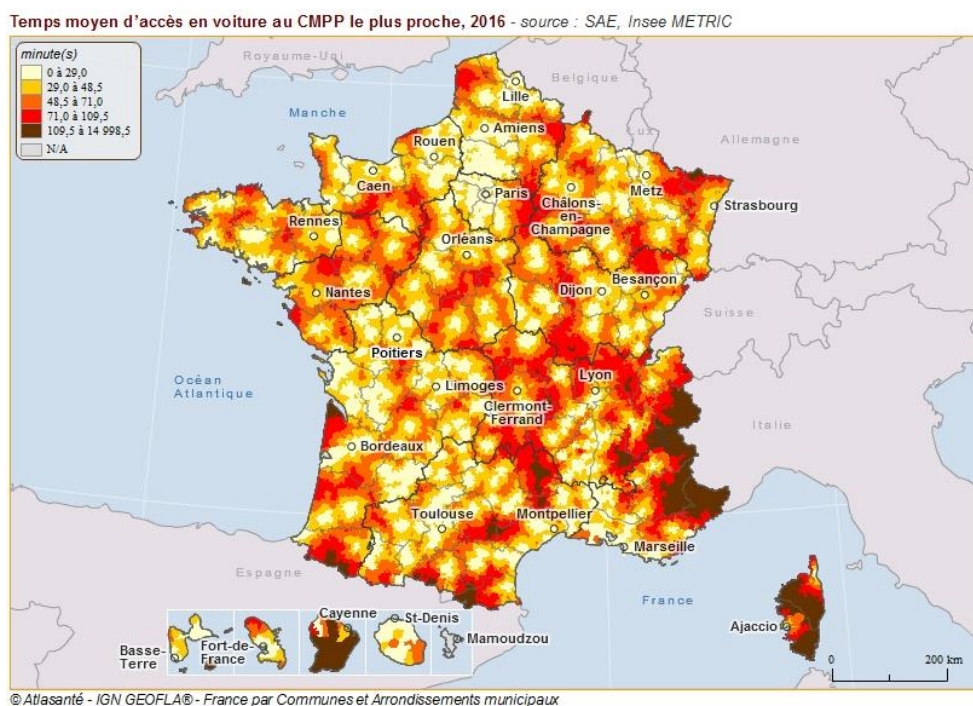 Temps moyen d'accès en voiture au CMPP le plus proche, 2016 - source : SAE, Insee METRIC
minute(s)
0 à 29,0
29,0 à 48,5
48,5 à 71,0
71,0 à 109,5
109,5 à 14 998,5
N/A
Royaume-Uni
Belgique
Lille
Manche
Amiens
Lux
Allemagne
Rouen
Caen
Paris
Metz
Châlons-
en-
Champagne
Strasbourg
Rennes
Orléans
Nantes
Dijon
Besançon
Suisse
Poitiers
Océan
Atlantique
Limoges
Lyon
Clermont-
Ferrand
Italie
Bordeaux
Toulouse
Montpellier
Marseille
Espagne
France
Cayenne
St-Denis
Mamoudzou
Basse-
Terre
Fort-de-
France
Ajaccio
0 200 km
© Atlasanté - IGN GEOFLA® - France par Communes et Arrondissements municipaux